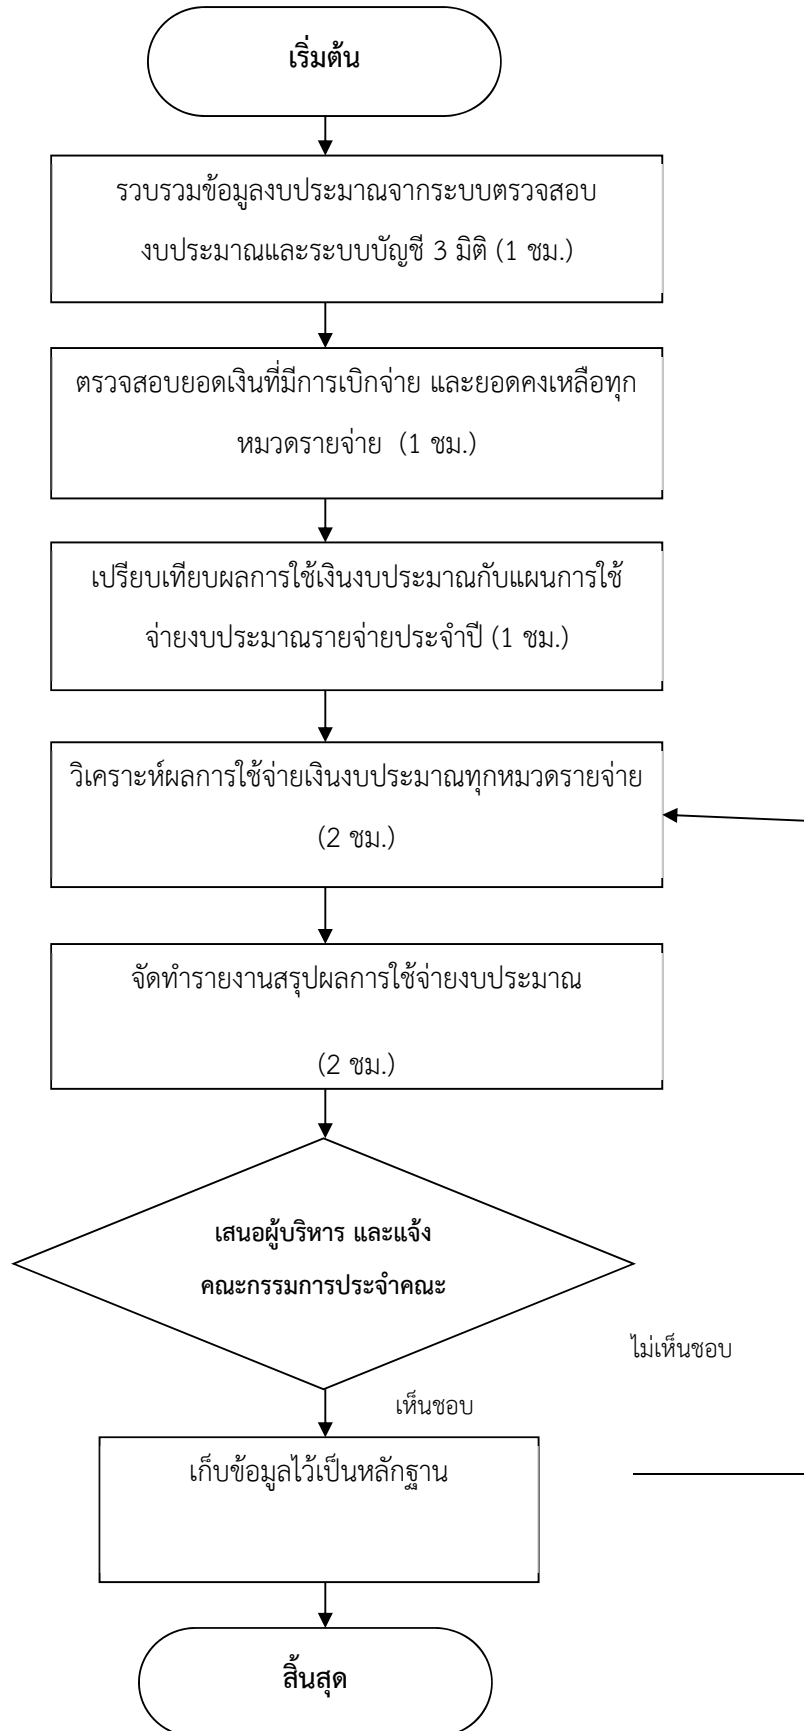 เริ่มต้น
รวบรวมข้อมูลงบประมาณจากระบบตรวจสอบ
งบประมาณและระบบบัญชี 3 มิติ (1 ชม.)
ตรวจสอบยอดเงินที่มีการเบิกจ่าย และยอดคงเหลือทุก
หมวดรายจ่าย (1 ชม.)
เปรียบเทียบผลการใช้เงินงบประมาณกับแผนการใช้
จ่ายงบประมาณรายจ่ายประจำปี (1 ชม.)
วิเคราะห์ผลการใช้จ่ายเงินงบประมาณทุกหมวดรายจ่าย
(2 ชม.)
จัดทำรายงานสรุปผลการใช้จ่ายงบประมาณ
(2 ชม.)
เสนอผู้บริหาร และแจ้ง
คณะกรรมการประจำคณะ
ไม่เห็นชอบ
เห็นชอบ
เก็บข้อมูลไว้เป็นหลักฐาน
สิ้นสุด